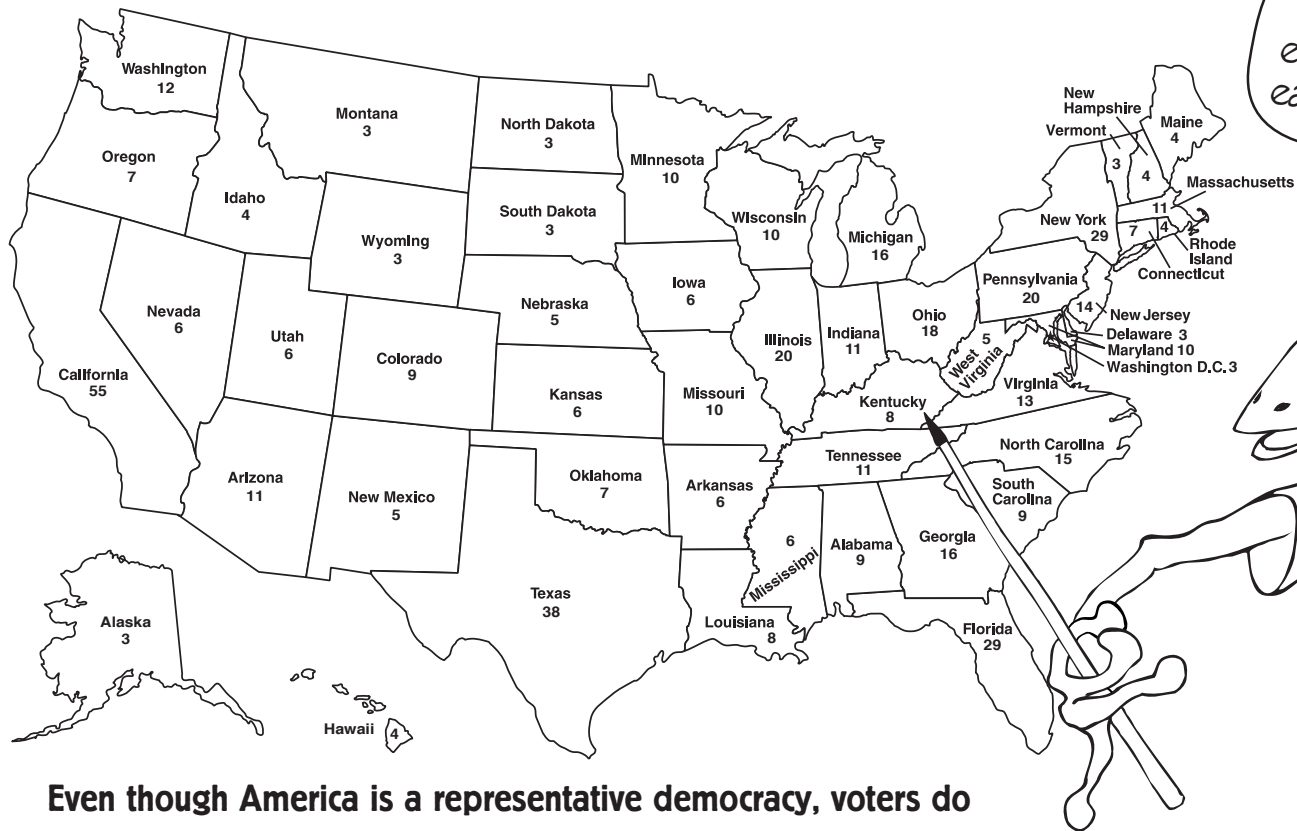 e
ea
Washington
12
Montana
3
North Dakota
3
Minnesota
10
New
Hampshire
Vermont
3
4
Maine
4
Oregon
7
Idaho
4
South Dakota
3
Wyoming
3
Wisconsin
10
Michigan
16
New York
29
Massachusetts
11
7
4
Rhode
Island
Connecticut
Nevada
6
Utah
6
Colorado
9
Nebraska
5
Iowa
6
Illinois
20
Indiana
11
Ohio
18
Pennsylvania
20
14
New Jersey
Delaware 3
Maryland 10
Washington D.C. 3
5
West
Virginia
Virginia
13
California
55
Kansas
6
Missouri
10
Kentucky
8
Arizona
11
New Mexico
5
Oklahoma
7
Arkansas
6
Tennessee
11
North Carolina
15
South
Carolina
9
Texas
38
Louisiana
8
6
Mississippi
Alabama
9
Georgia
16
Florida
29
Alaska
3
Hawaii
4
Even though America is a representative democracy, voters do